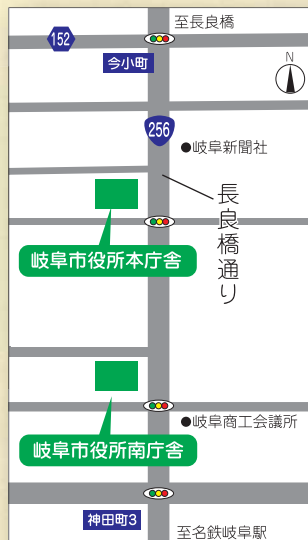 至長良橋
152
今小町
N
256
岐阜新聞社
長良橋通り
岐阜市役所本庁舎
岐阜商工会議所
岐阜市役所南庁舎
神田町3
至名鉄岐阜駅